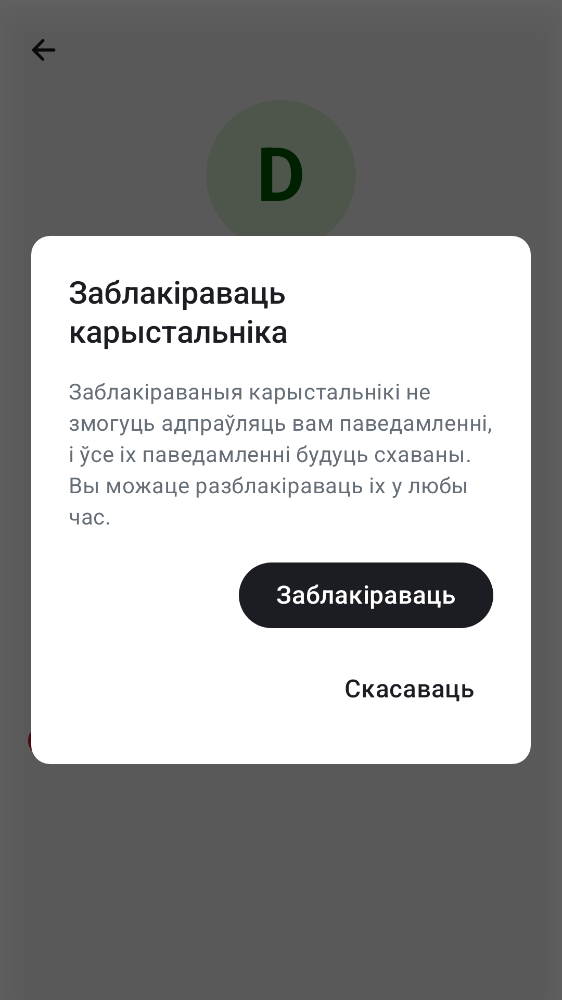 D
Заблакіраваць
карыстальніка
Заблакіраваныя карыстальнікі не
змогуць адпраўляць вам паведамленні,
і ўсе іх паведамленні будуць схаваны.
Вы можаце разблакіраваць іх у любы
час.
Заблакіраваць
Скасаваць